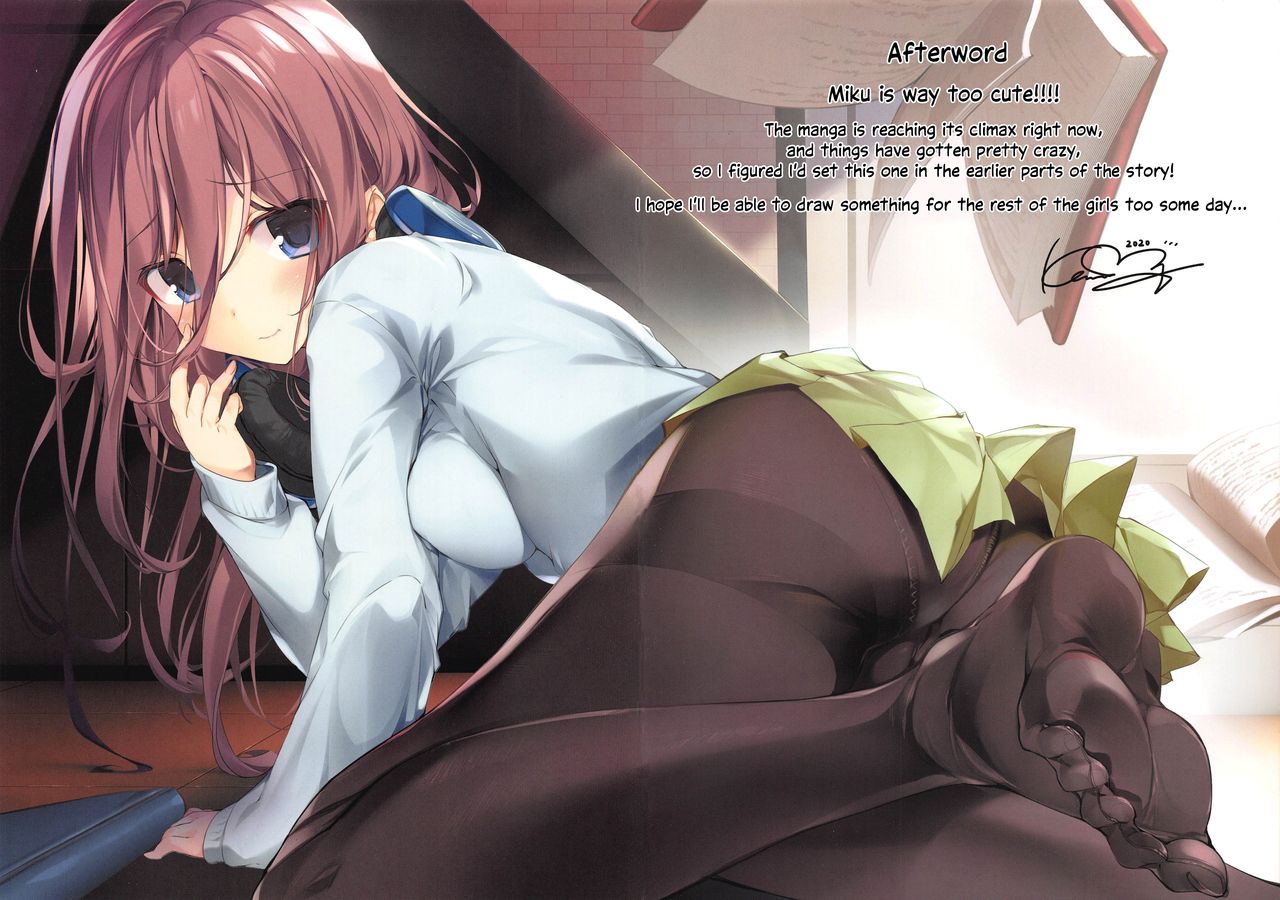 Afterword
Miku is way too cute!!!!
The manga is reaching its climax right now,
and things have gotten pretty crazy,
so I figured I'd set this one in the earlier parts of the story!
I hope I'll be able to draw something for the rest of the girls too some day...
2020 ...